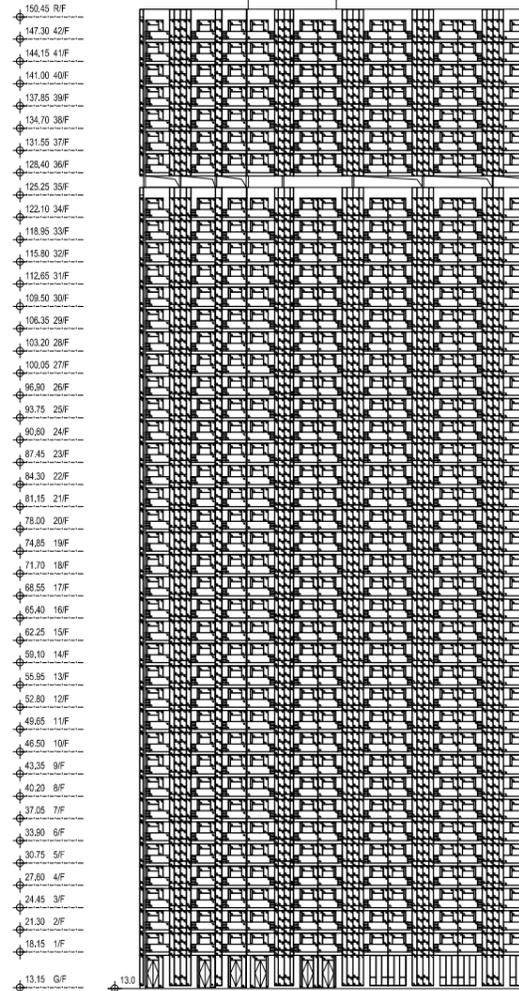 150.45 R/F
147.30 42/F
144.15 41/F
141.00 40/F
137.85 39/F
134.70 38/F
131.55 37/F
128.40 36/F
125.25 35/F
122.10 34/F
118.95 33/F
115.80 32/F
112.65 31/F
109.50 30/F
106.35 29/F
103.20 28/F
100.05 27/F
96.90 26/F
93.75 25/F
90.60 24/F
87.45 23/F
84.30 22/F
81.15 21/F
78.00 20/F
74.85 19/F
71.70 18/F
68.55 17/F
65.40 16/F
62.25 15/F
59.10 14/F
55.95 13/F
52.80 12/F
49.65 11/F
46.50 10/F
43.35 9/F
40.20 8/F
37.05 7/F
33.90 6/F
30.75 5/F
27.60 4/F
24.45 3/F
21.30 2/F
18.15 1/F
13.15 G/F 13.0